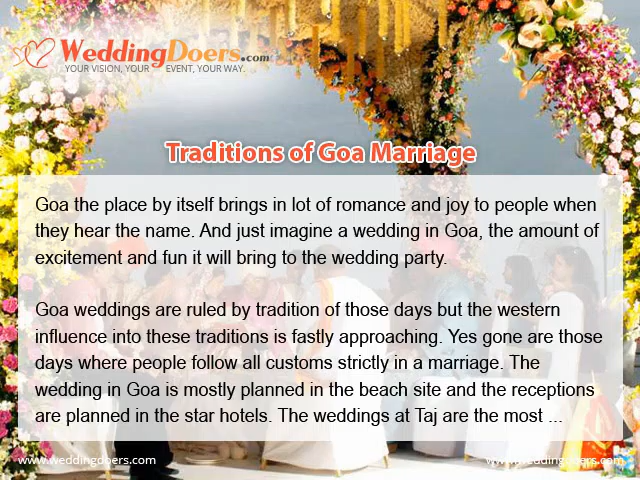 WeddingDoers.com
YOUR VISION, YOUR EVENT, YOUR WAY.
Traditions of Goa Marriage
Goa the place by itself brings in lot of romance and joy to people when
they hear the name. And just imagine a wedding in Goa, the amount of
excitement and fun it will bring to the wedding party.
Goa weddings are ruled by tradition of those days but the western
influence into these traditions is fastly approaching. Yes gone are those
days where people follow all customs strictly in a marriage. The
wedding in Goa is mostly planned in the beach site and the receptions
are planned in the star hotels. The weddings at Taj are the most ...
www.weddingdoers.com
www.weddingdoers.com